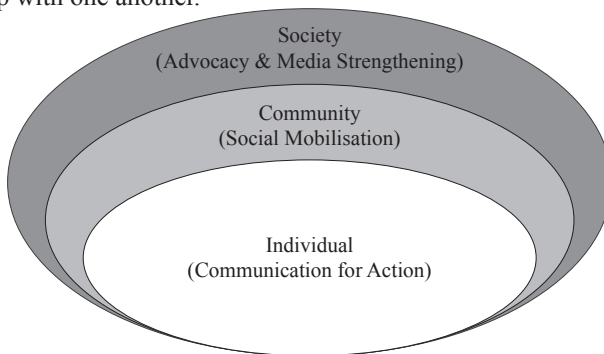 p with one another.
Society
(Advocacy & Media Strengthening)
Community
(Social Mobilisation)
Individual
(Communication for Action)